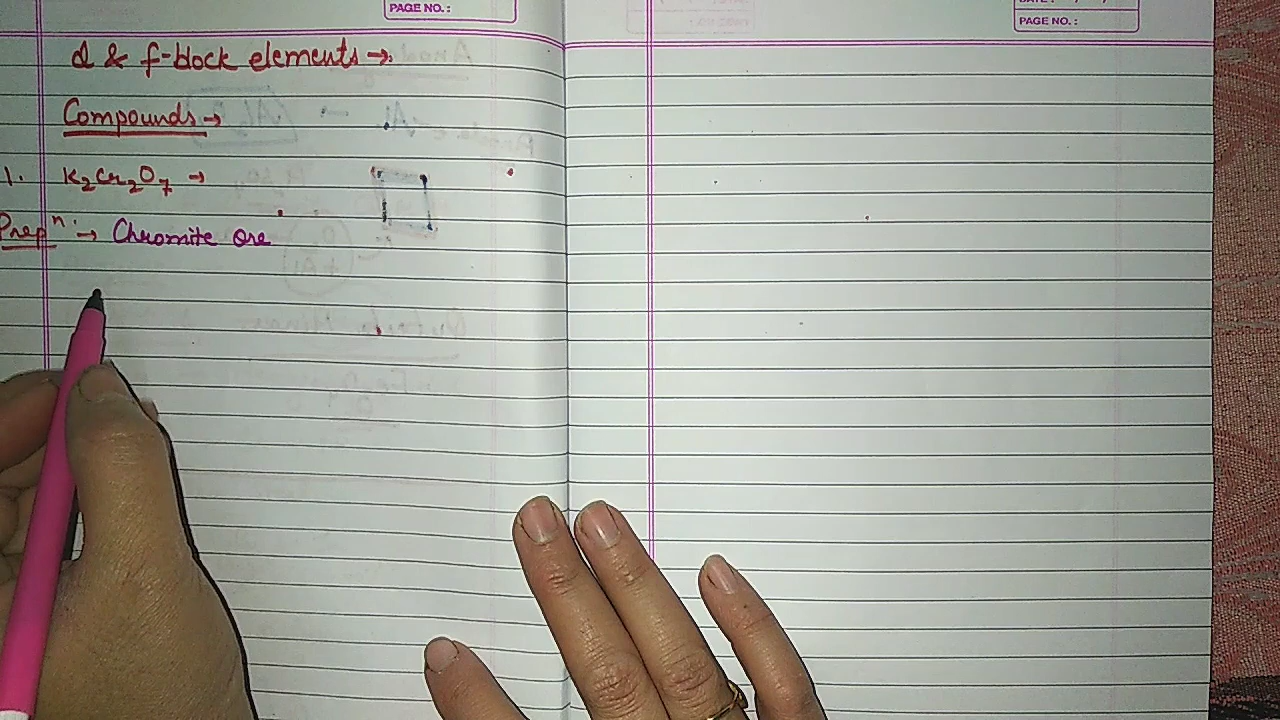 PAGE NO. :
PAGE NO. :
d & f-block elements →.
Compounds →
1. K₂Cr₂O₇ →
Prepⁿ :→ Chromite Ore